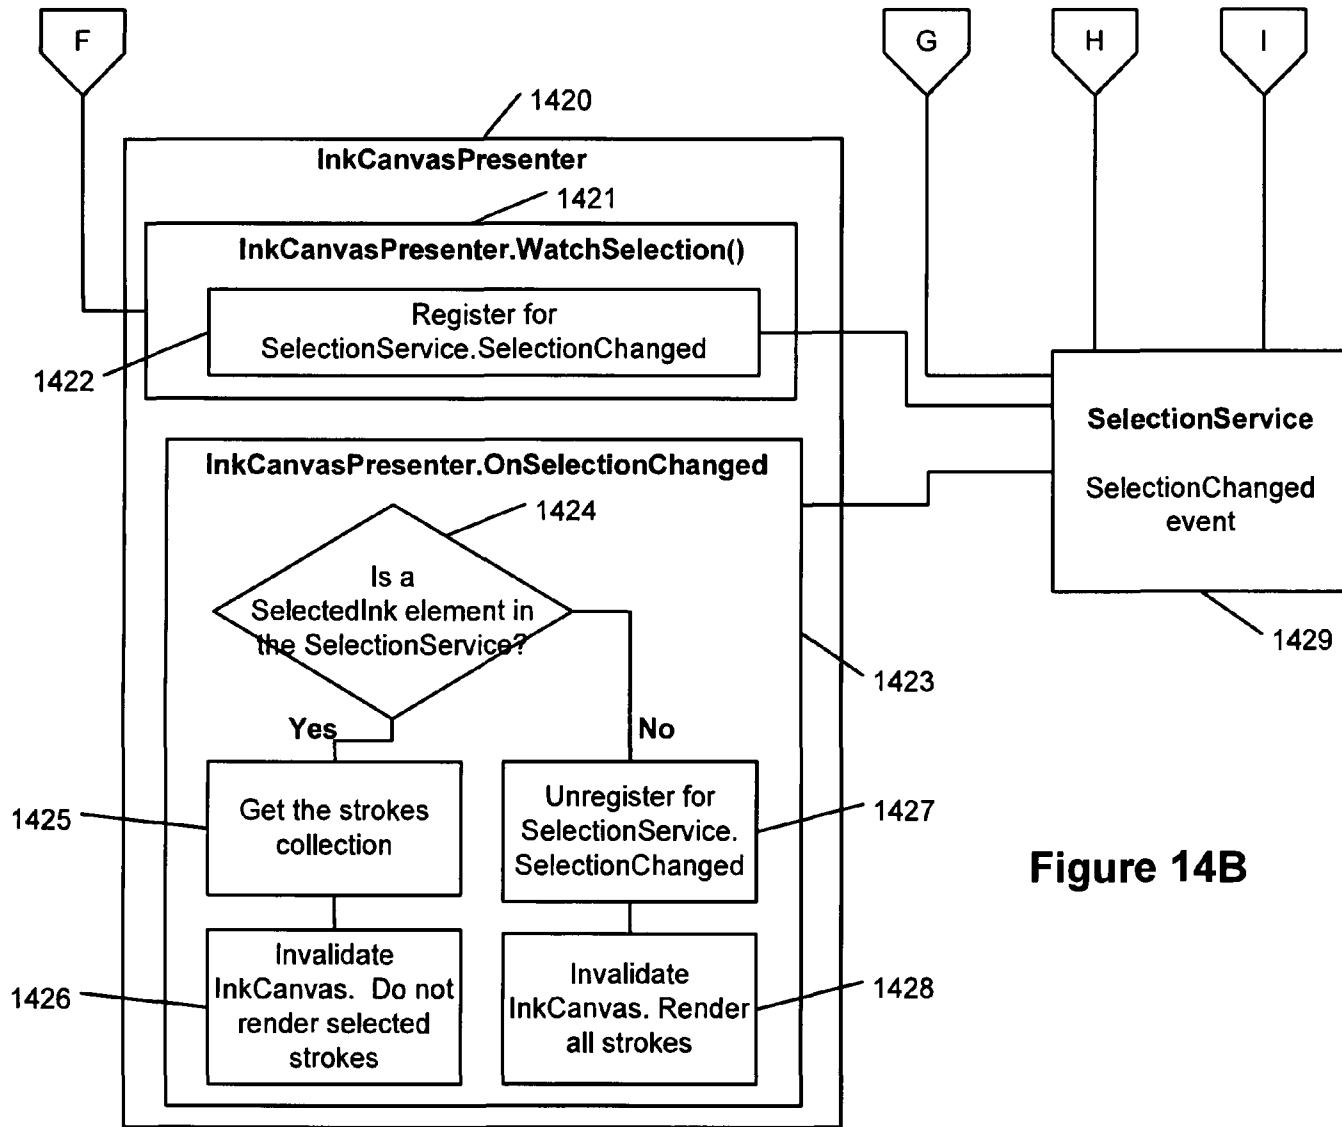 F
G
H
I
1420
InkCanvasPresenter
1421
InkCanvasPresenter.WatchSelection()
Register for
SelectionService.SelectionChanged
1422
SelectionService
SelectionChanged
event
1429
InkCanvasPresenter.OnSelectionChanged
1424
Is a
SelectedInk element in
the SelectionService?
1423
Yes
No
Get the strokes
collection
1425
Unregister for
SelectionService.
SelectionChanged
1427
Invalidate
InkCanvas. Do not
render selected
strokes
1426
Invalidate
InkCanvas. Render
all strokes
1428
Figure 14B